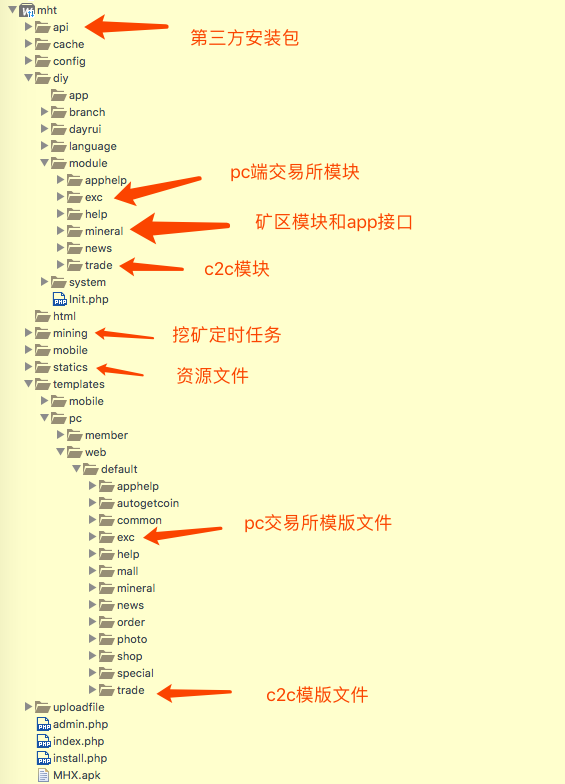 mht
api
第三方安装包
cache
config
diy
app
branch
dayrui
language
module
apphelp
pc端交易所模块
exc
help
mineral
矿区模块和app接口
news
trade
c2c模块
system
Init.php
html
mining
挖矿定时任务
mobile
statics
资源文件
templates
mobile
pc
member
web
default
apphelp
autogetcoin
common
exc
pc交易所模版文件
help
mall
mineral
news
order
photo
shop
special
trade
c2c模版文件
uploadfile
admin.php
index.php
install.php
MHX.apk